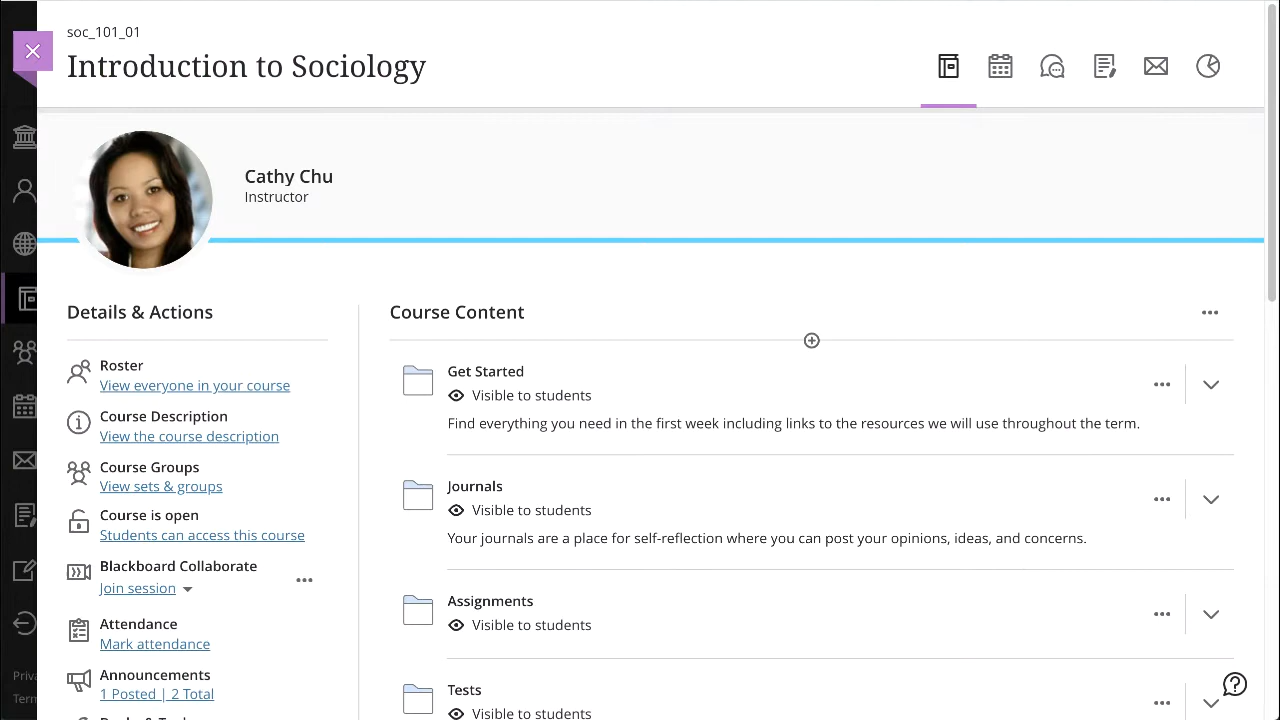 soc_101_01
Introduction to Sociology
Cathy Chu
Instructor
Details & Actions
Roster
View everyone in your course
Course Description
View the course description
Course Groups
View sets & groups
Course is open
Students can access this course
Blackboard Collaborate
Join session
Attendance
Mark attendance
Announcements
1 Posted | 2 Total
Course Content
Get Started
Visible to students
Find everything you need in the first week including links to the resources we will use throughout the term.
Journals
Visible to students
Your journals are a place for self-reflection where you can post your opinions, ideas, and concerns.
Assignments
Visible to students
Tests
Visible to students
Priva
Term